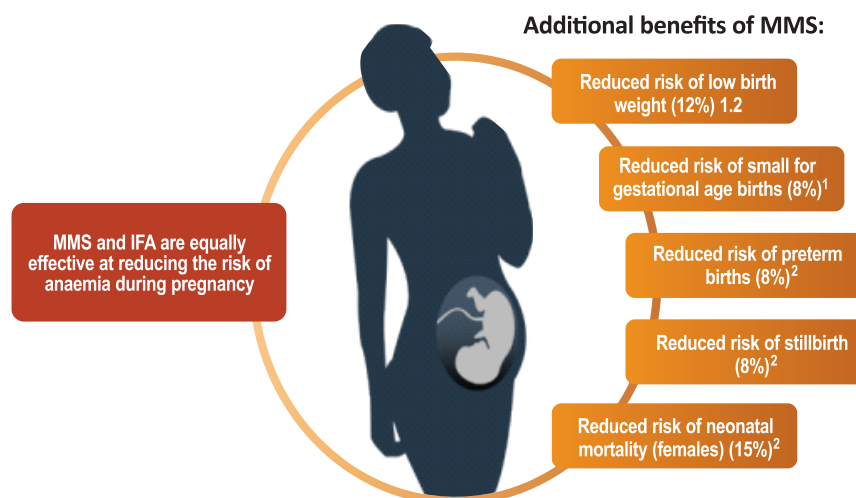 Additional benefits of MMS:
Reduced risk of low birth
weight (12%) 1.2
Reduced risk of small for
gestational age births (8%)1
MMS and IFA are equally
effective at reducing the risk of
anaemia during pregnancy
Reduced risk of preterm
births (8%)2
Reduced risk of stillbirth
(8%)2
Reduced risk of neonatal
mortality (females) (15%)2